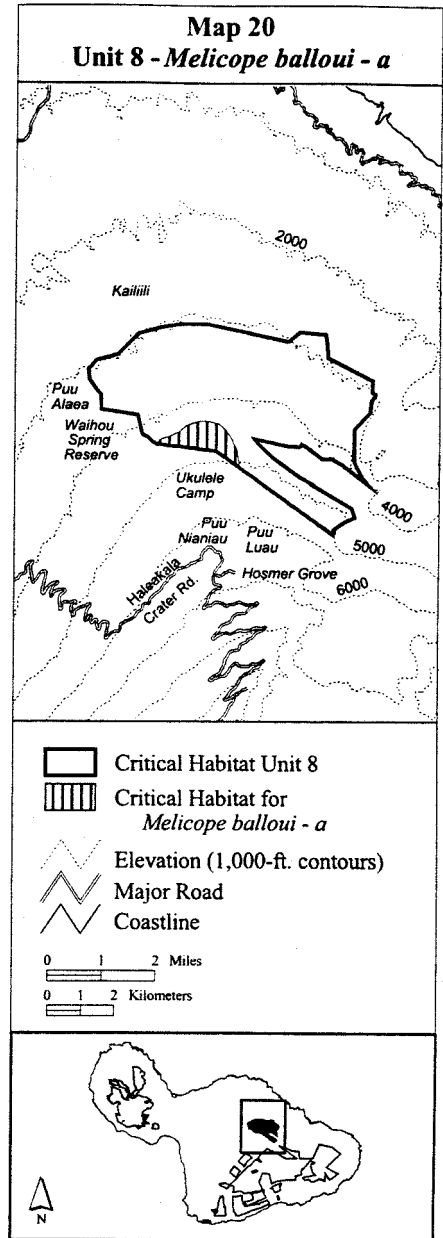 Map 20
Unit 8 - Melicope balloui - a
2000
Kailiili
Puu
Alaea
Waihou
Spring
Reserve
Ukulele
Camp
4000
Puu
Nianiau
Puu
Luau
5000
Haleakala
Crater Rd.
Hosmer Grove
6000
Critical Habitat Unit 8
Critical Habitat for
Melicope balloui - a
Elevation (1,000-ft. contours)
Major Road
Coastline
0 1 2 Miles
0 1 2 Kilometers
N